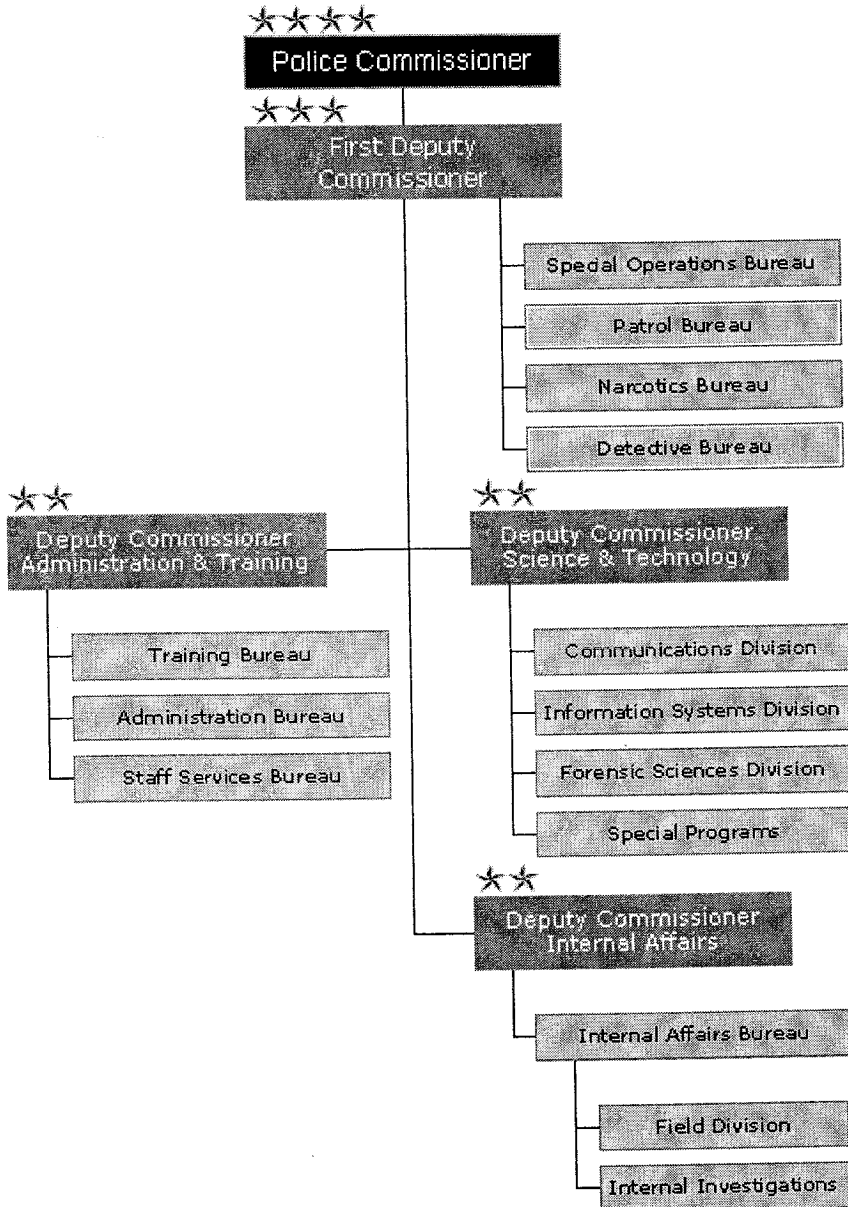 Police Commissioner
First Deputy
Commissioner
Special Operations Bureau
Patrol Bureau
Narcotics Bureau
Detective Bureau
Deputy Commissioner
Administration & Training
Training Bureau
Administration Bureau
Staff Services Bureau
Deputy Commissioner
Science & Technology
Communications Division
Information Systems Division
Forensic Sciences Division
Special Programs
Deputy Commissioner
Internal Affairs
Internal Affairs Bureau
Field Division
Internal Investigations